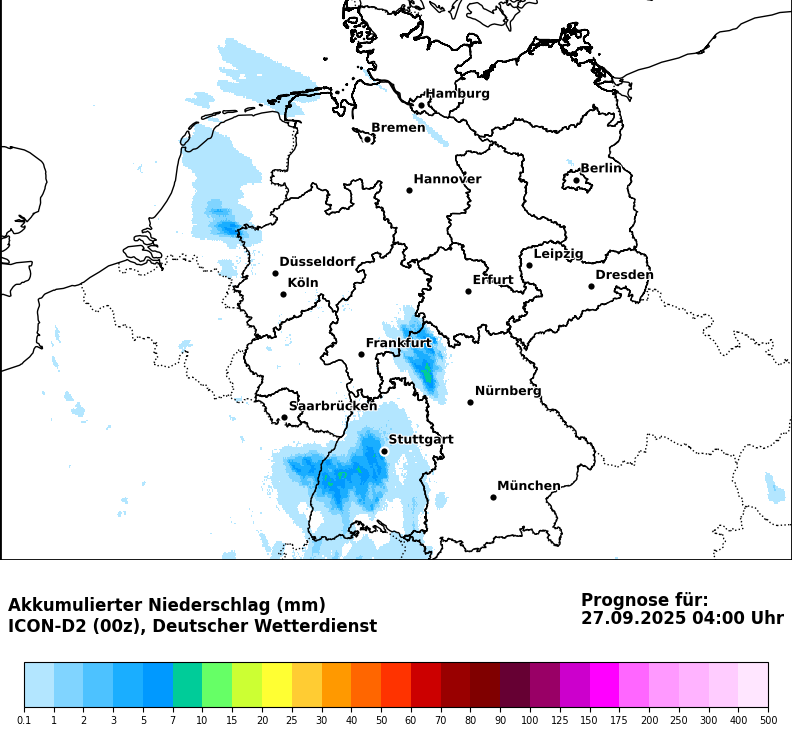 Hamburg
Bremen
Berlin
Hannover
Leipzig
Düsseldorf
Dresden
Köln
Erfurt
Frankfurt
Nürnberg
Saarbrücken
Stuttgart
München
Akkumulierter Niederschlag (mm)
ICON-D2 (00z), Deutscher Wetterdienst
Prognose für:
27.09.2025 04:00 Uhr
0.1 1 2 3 5 7 10 15 20 25 30 40 50 60 70 80 90 100 125 150 175 200 250 300 400 500